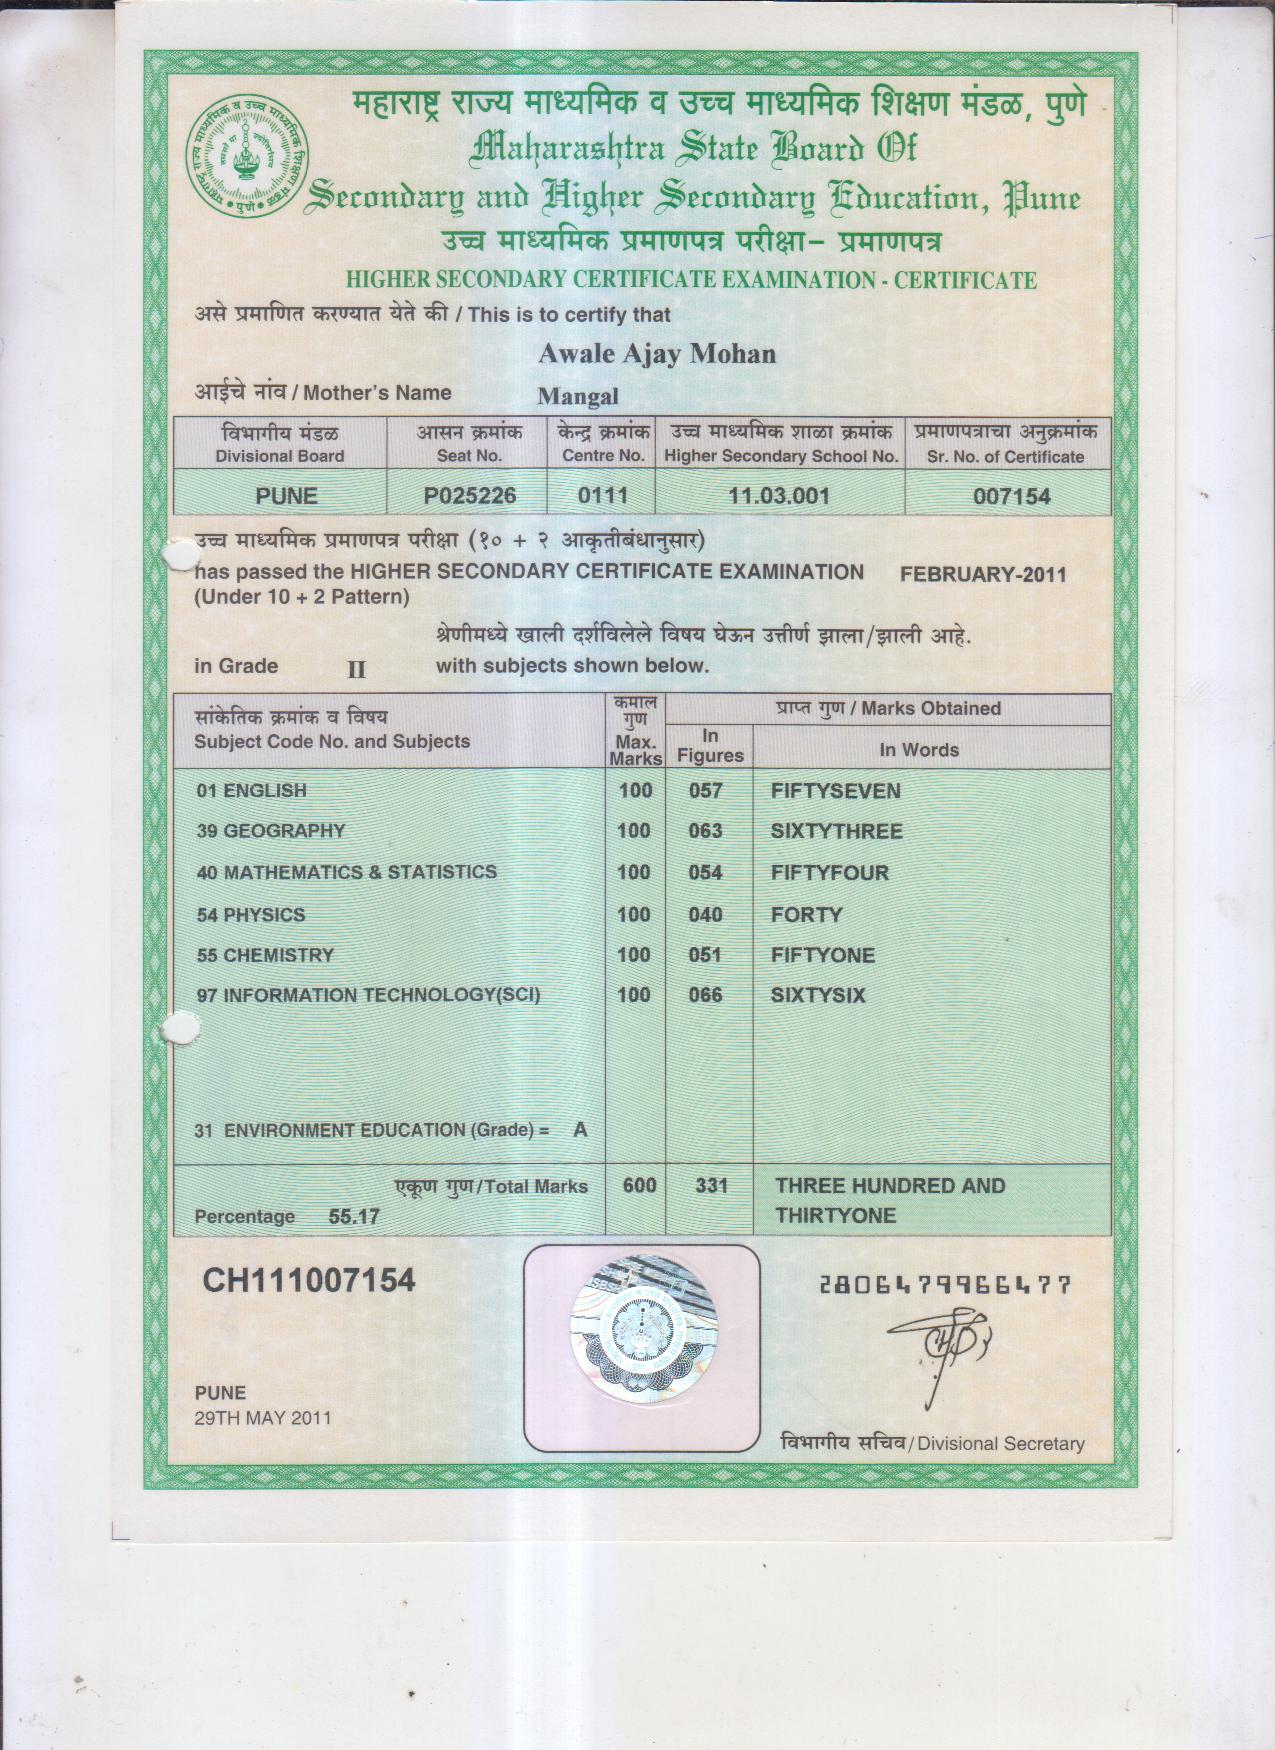 महाराष्ट्र राज्य माध्यमिक व उच्च माध्यमिक शिक्षण मंडळ, पुणे
Maharashtra State Board Of
Secondary and Higher Secondary Education, Pune
उच्च माध्यमिक प्रमाणपत्र परीक्षा– प्रमाणपत्र
HIGHER SECONDARY CERTIFICATE EXAMINATION - CERTIFICATE
असे प्रमाणित करण्यात येते की / This is to certify that
Awale Ajay Mohan
आईचे नांव / Mother's Name Mangal
विभागीय मंडळ आसन क्रमांक केन्द्र क्रमांक उच्च माध्यमिक शाळा क्रमांक प्रमाणपत्राचा अनुक्रमांक
Divisional Board Seat No. Centre No. Higher Secondary School No. Sr. No. of Certificate
PUNE P025226 0111 11.03.001 007154
उच्च माध्यमिक प्रमाणपत्र परीक्षा (१० + २ आकृतीबंधानुसार)
has passed the HIGHER SECONDARY CERTIFICATE EXAMINATION FEBRUARY-2011
(Under 10 + 2 Pattern)
श्रेणीमध्ये खाली दर्शविलेले विषय घेऊन उत्तीर्ण झाला/झाली आहे.
in Grade II with subjects shown below.
सांकेतिक क्रमांक व विषय कमाल गुण प्राप्त गुण / Marks Obtained
Subject Code No. and Subjects Max. Marks In Figures In Words
01 ENGLISH 100 057 FIFTYSEVEN
39 GEOGRAPHY 100 063 SIXTYTHREE
40 MATHEMATICS & STATISTICS 100 054 FIFTYFOUR
54 PHYSICS 100 040 FORTY
55 CHEMISTRY 100 051 FIFTYONE
97 INFORMATION TECHNOLOGY(SCI) 100 066 SIXTYSIX
31 ENVIRONMENT EDUCATION (Grade) = A
एकूण गुण/Total Marks 600 331 THREE HUNDRED AND
Percentage 55.17 THIRTYONE
CH111007154 2806479966477
PUNE
29TH MAY 2011
विभागीय सचिव/Divisional Secretary